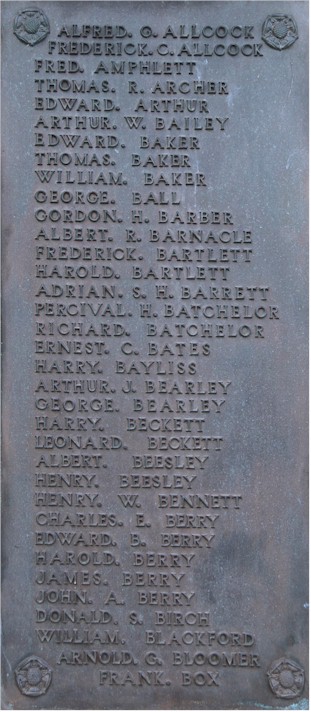 ALFRED. G. ALLCOCK
FREDERICK. C. ALLCOCK
FRED. AMPHLETT
THOMAS. R. ARCHER
EDWARD. ARTHUR
ARTHUR. W. BAILEY
EDWARD. BAKER
THOMAS. BAKER
WILLIAM. BAKER
GEORGE. BALL
GORDON. H. BARBER
ALBERT. R. BARNACLE
FREDERICK. BARTLETT
HAROLD. BARTLETT
ADRIAN. S. H. BARRETT
PERCIVAL. H. BATCHELOR
RICHARD. BATCHELOR
ERNEST. C. BATES
HARRY. BAYLISS
ARTHUR. J. BEARLEY
GEORGE. BEARLEY
HARRY. BECKETT
LEONARD. BECKETT
ALBERT. BEESLEY
HENRY. BEESLEY
HENRY. W. BENNETT
CHARLES. E. BERRY
EDWARD. B. BERRY
HAROLD. BERRY
JAMES. BERRY
JOHN. A. BERRY
DONALD. S. BIRCH
WILLIAM. BLACKFORD
ARNOLD. G. BLOOMER
FRANK. BOX